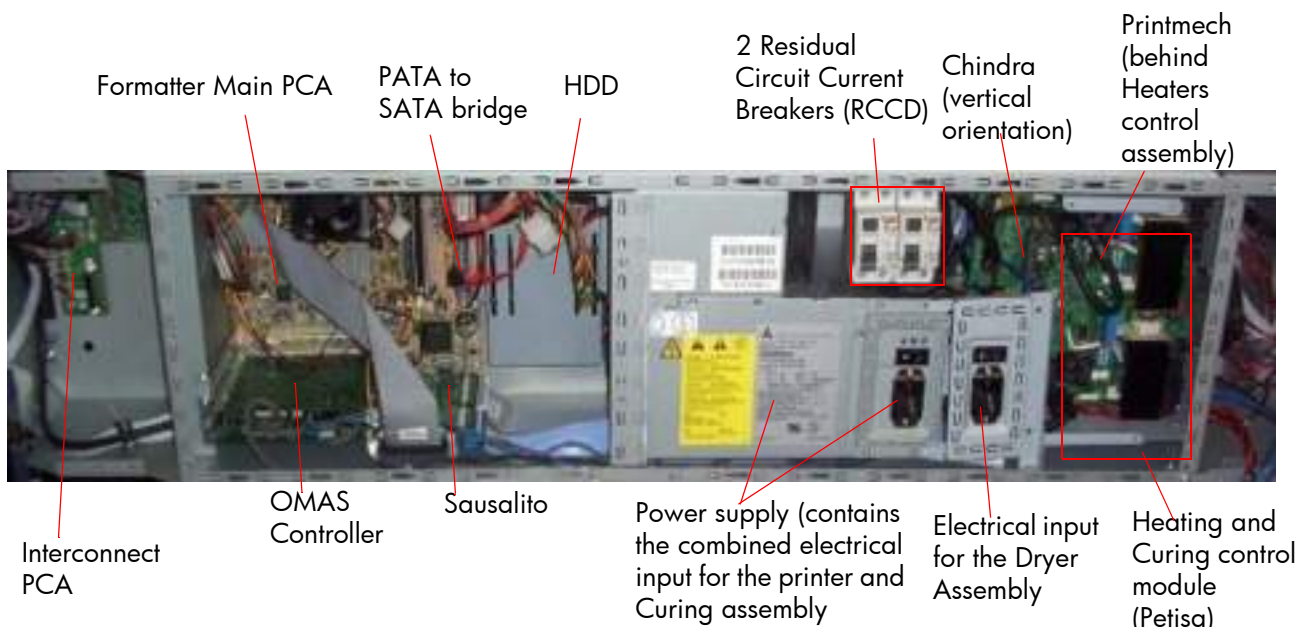 Formatter Main PCA
PATA to
SATA bridge
HDD
2 Residual
Circuit Current
Breakers (RCCD)
Chindra
(vertical
orientation)
Printmech
(behind
Heaters
control
assembly)
Interconnect
PCA
OMAS
Controller
Sausalito
Power supply (contains
the combined electrical
input for the printer and
Curing assembly
Electrical input
for the Dryer
Assembly
Heating and
Curing control
module
(Petisa)